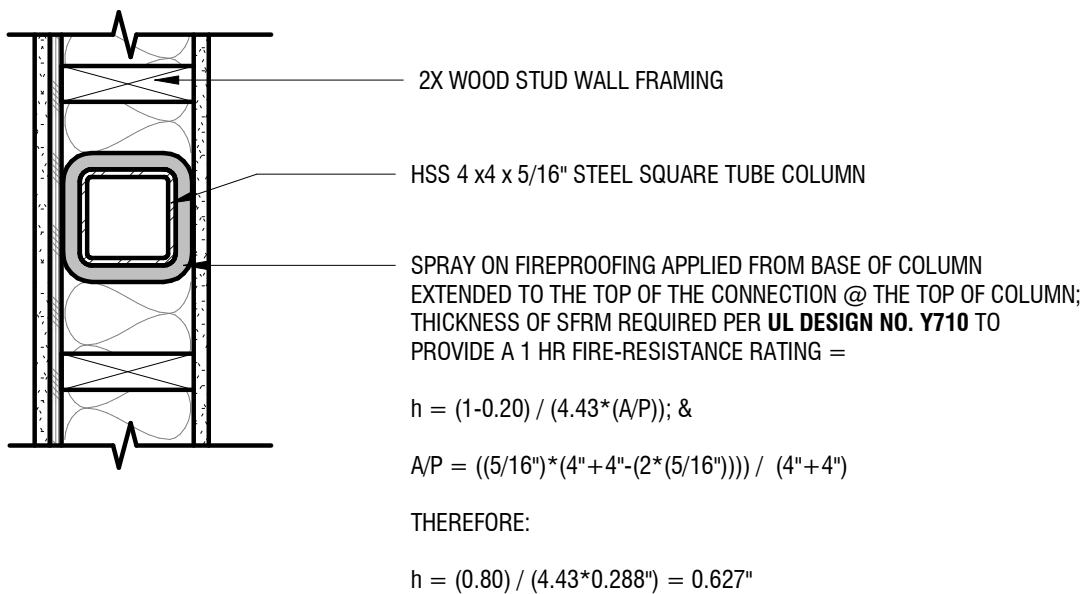 2X WOOD STUD WALL FRAMING
HSS 4 x4 x 5/16" STEEL SQUARE TUBE COLUMN
SPRAY ON FIREPROOFING APPLIED FROM BASE OF COLUMN
EXTENDED TO THE TOP OF THE CONNECTION @ THE TOP OF COLUMN;
THICKNESS OF SFRM REQUIRED PER UL DESIGN NO. Y710 TO
PROVIDE A 1 HR FIRE-RESISTANCE RATING =
h = (1-0.20) / (4.43*(A/P)); &
A/P = ((5/16")*(4"+4"-(2*(5/16")))) / (4"+4")
THEREFORE:
h = (0.80) / (4.43*0.288") = 0.627"